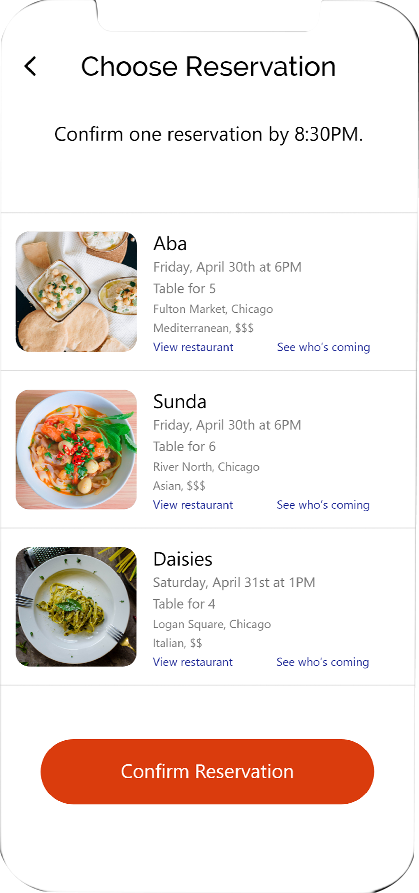 Choose Reservation
Confirm one reservation by 8:30PM.
Aba
Friday, April 30th at 6PM
Table for 5
Fulton Market, Chicago
Mediterranean, $$$
View restaurant See who's coming
Sunda
Friday, April 30th at 6PM
Table for 6
River North, Chicago
Asian, $$$
View restaurant See who's coming
Daisies
Saturday, April 31st at 1PM
Table for 4
Logan Square, Chicago
Italian, $$
View restaurant See who's coming
Confirm Reservation